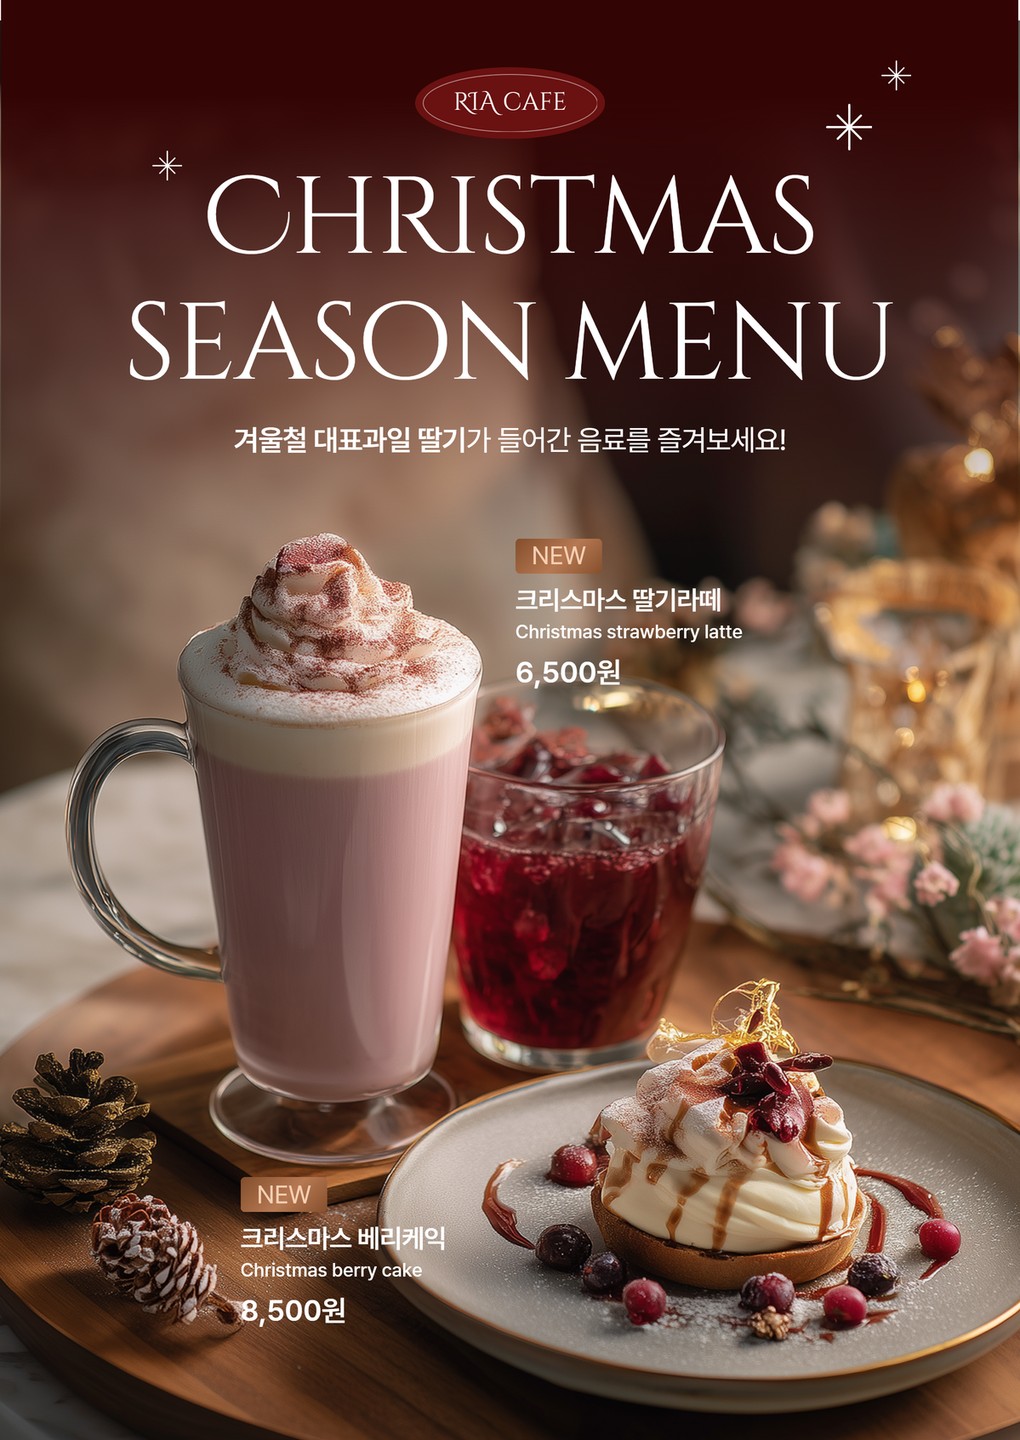 RIA CAFE
CHRISTMAS
SEASON MENU
겨울철 대표과일 딸기가 들어간 음료를 즐겨보세요!
NEW
크리스마스 딸기라떼
Christmas strawberry latte
6,500원
NEW
크리스마스 베리케익
Christmas berry cake
8,500원